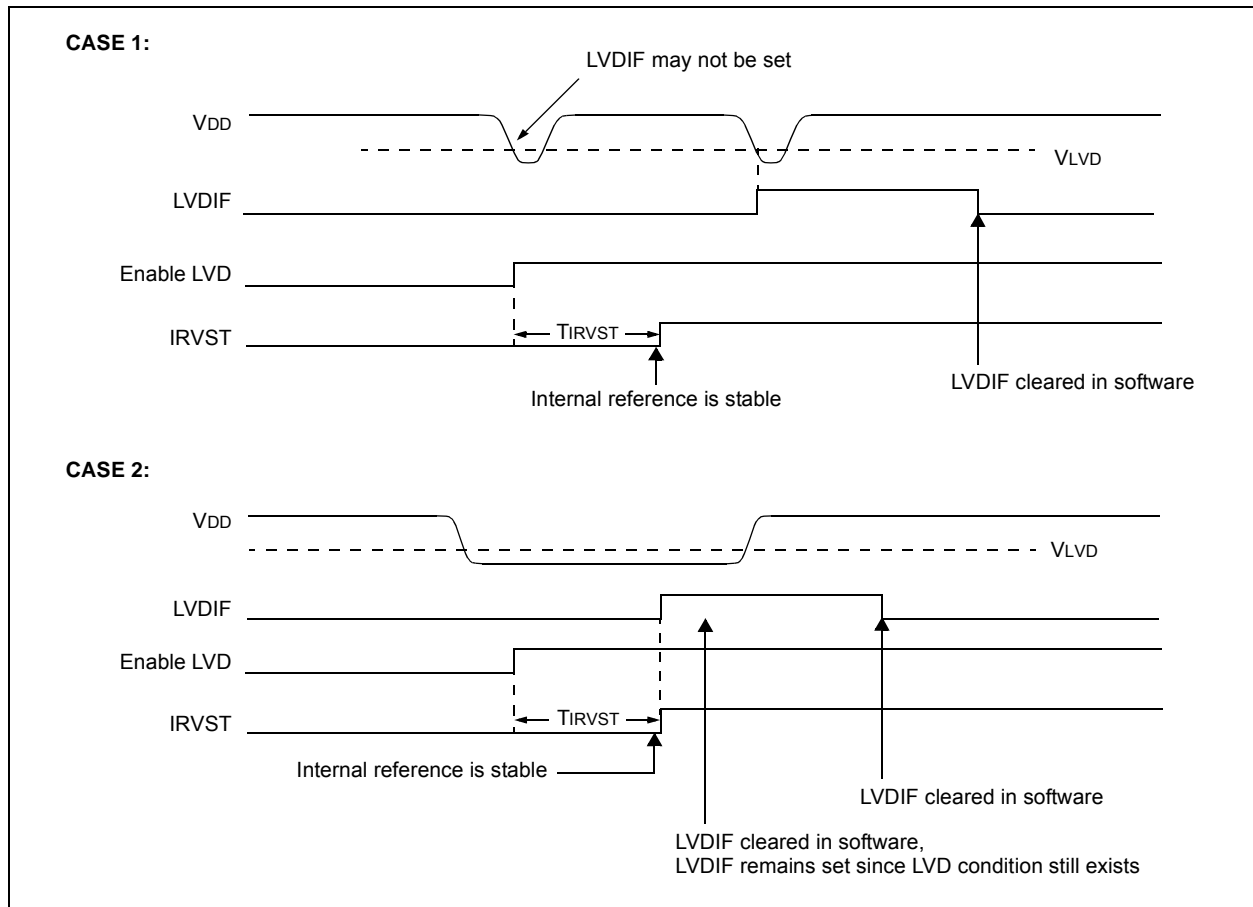 CASE 1:
LVDIF may not be set
VDD
VLVD
LVDIF
Enable LVD
TIRVST
IRVST
Internal reference is stable
LVDIF cleared in software
CASE 2:
VDD
VLVD
LVDIF
Enable LVD
TIRVST
IRVST
Internal reference is stable
LVDIF cleared in software
LVDIF cleared in software,
LVDIF remains set since LVD condition still exists